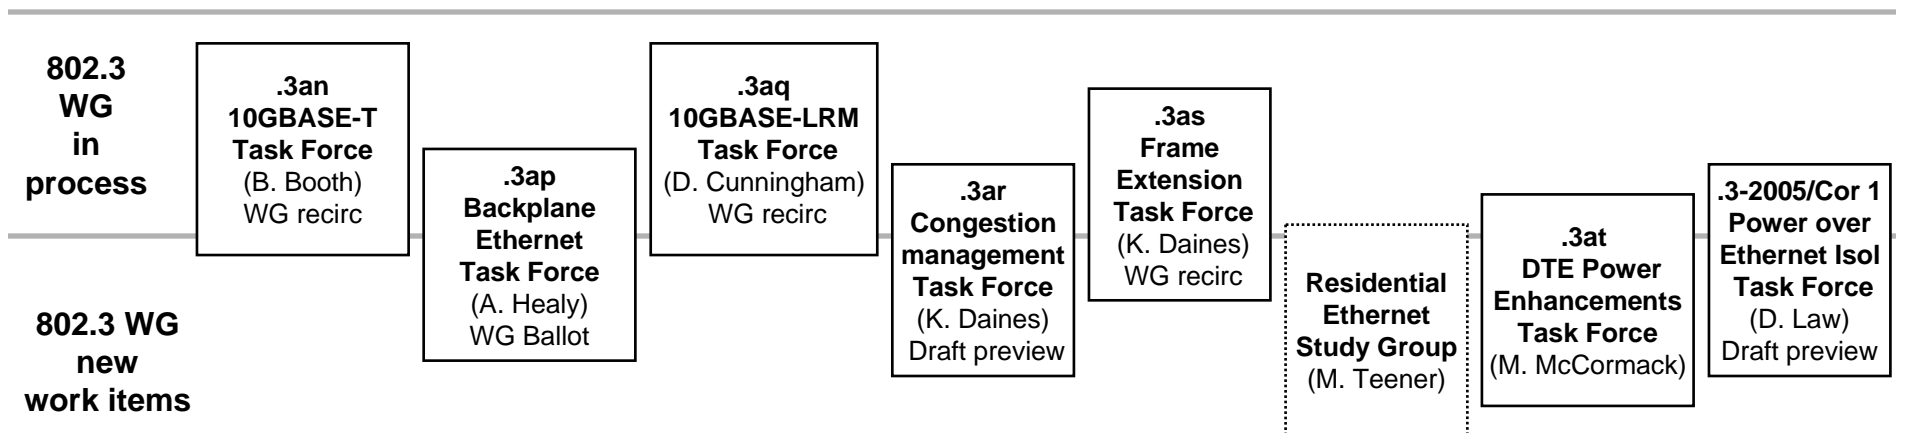 802.3
WG
in
process
.3an
10GBASE-T
Task Force
(B. Booth)
WG recirc
.3ap
Backplane
Ethernet
Task Force
(A. Healy)
WG Ballot
.3aq
10GBASE-LRM
Task Force
(D. Cunningham)
WG recirc
.3ar
Congestion
management
Task Force
(K. Daines)
Draft preview
.3as
Frame
Extension
Task Force
(K. Daines)
WG recirc
Residential
Ethernet
Study Group
(M. Teener)
.3at
DTE Power
Enhancements
Task Force
(M. McCormack)
.3-2005/Cor 1
Power over
Ethernet Isol
Task Force
(D. Law)
Draft preview
802.3 WG
new
work items